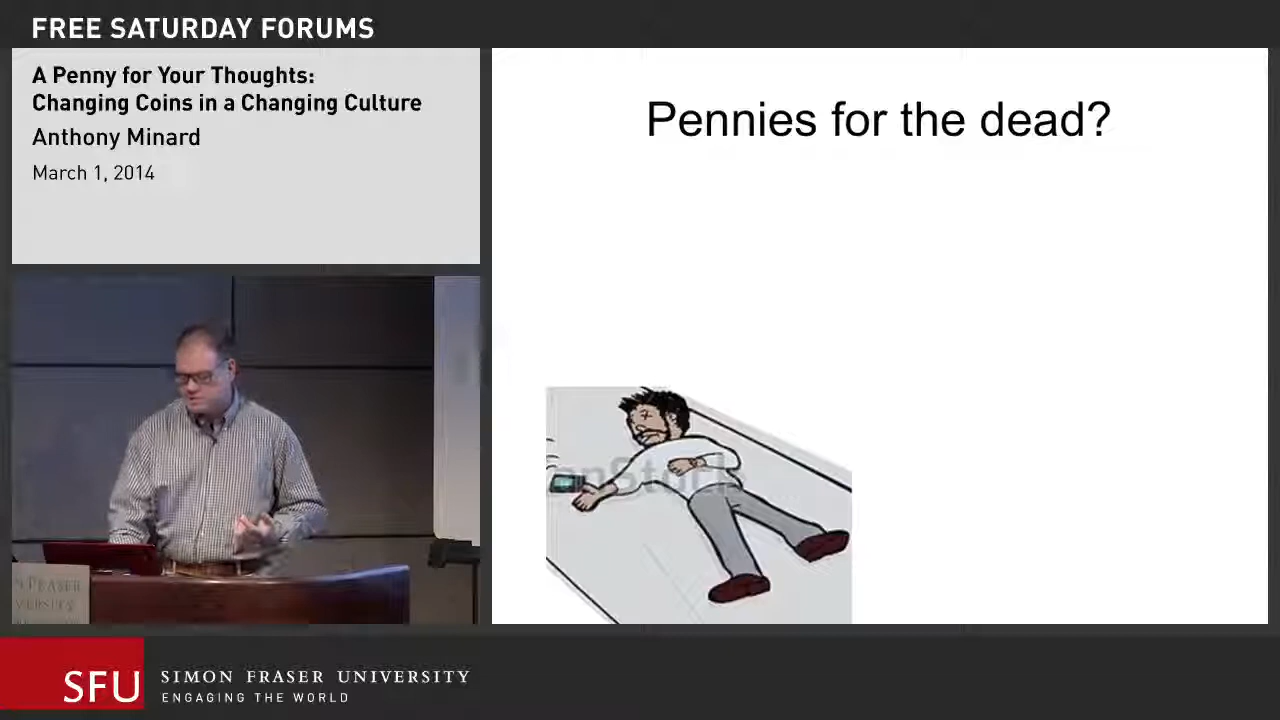 FREE SATURDAY FORUMS
A Penny for Your Thoughts:
Changing Coins in a Changing Culture
Anthony Minard
March 1, 2014
Pennies for the dead?
N FRASER
SFU
SIMON FRASER UNIVERSITY
ENGAGING THE WORLD